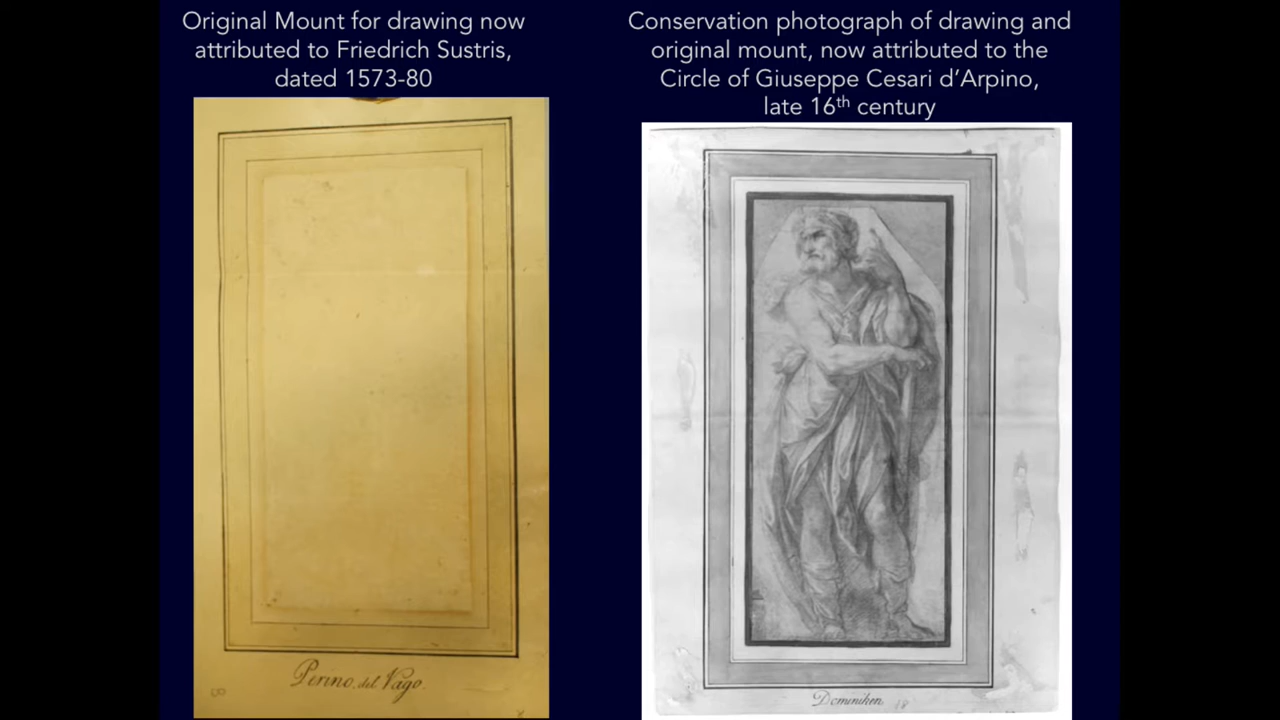 Original Mount for drawing now
attributed to Friedrich Sustris,
dated 1573-80
Perino del Vago.
Conservation photograph of drawing and
original mount, now attributed to the
Circle of Giuseppe Cesari d’Arpino,
late 16th century
Dominiken